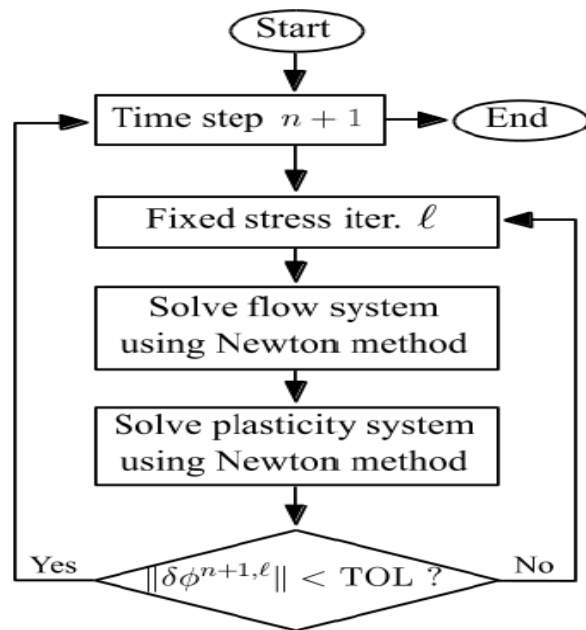 Start
Time step n + 1
End
Fixed stress iter. ℓ
Solve flow system
using Newton method
Solve plasticity system
using Newton method
Yes
‖δϕⁿ⁺¹,ℓ‖ < TOL ?
No